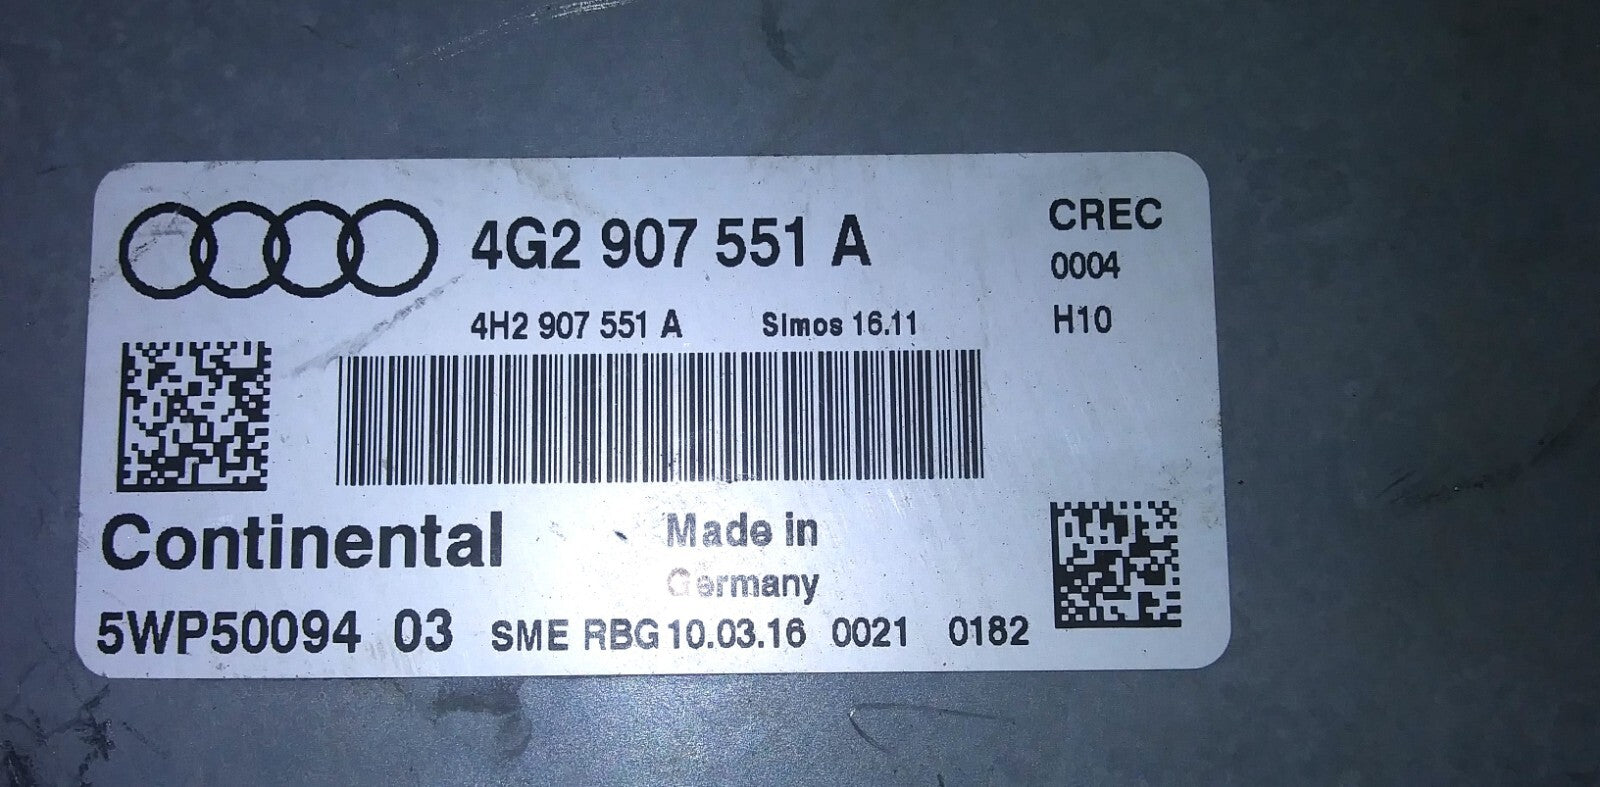 4G2 907 551 A
CREC
0004
4H2 907 551 A Simos 16.11
H10
Continental
Made in
Germany
5WP50094 03 SME RBG 10.03.16 0021 0182